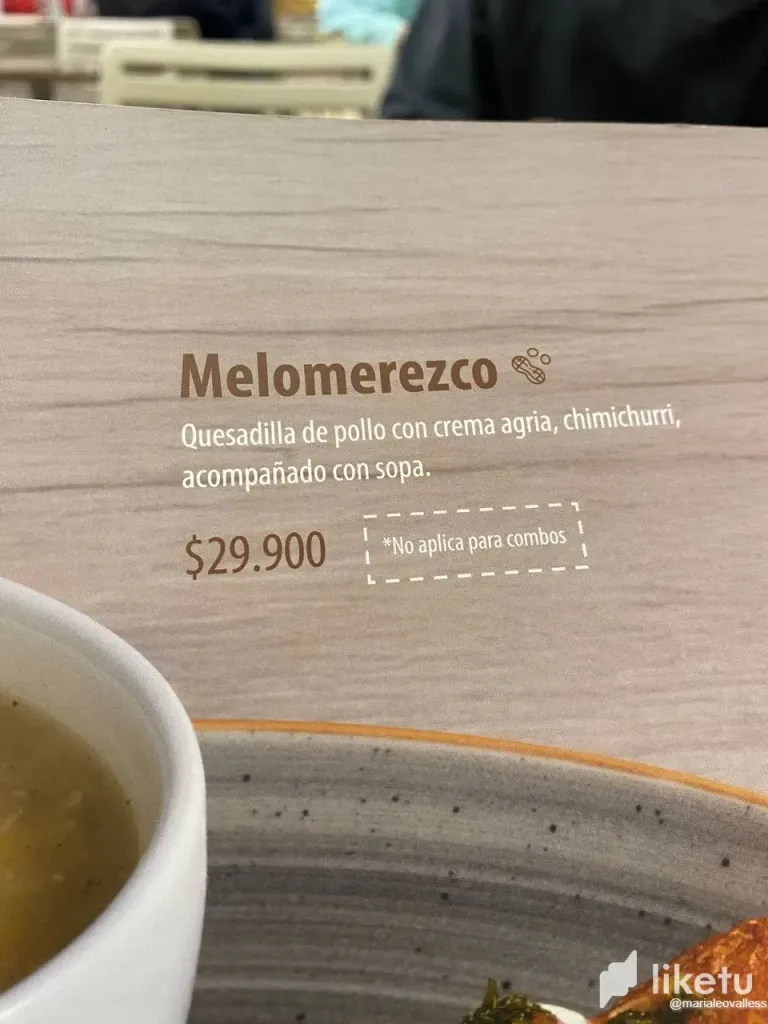 Melomerezco
Quesadilla de pollo con crema agria, chimichurri,
acompañado con sopa.
$29.900
*No aplica para combos
liketu
@marialeovalless